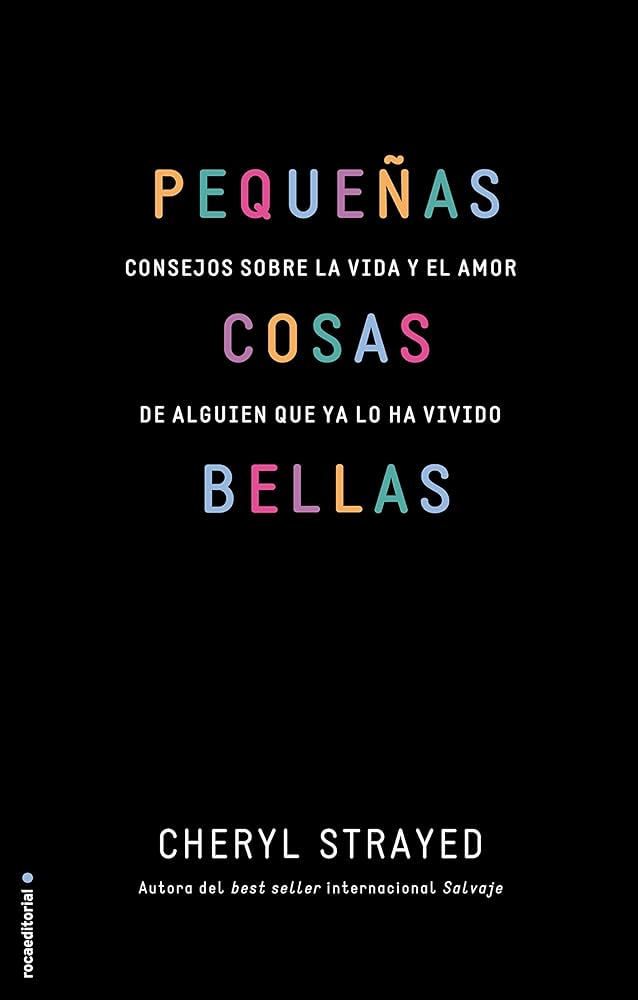 PEQUEÑAS
CONSEJOS SOBRE LA VIDA Y EL AMOR
COSAS
DE ALGUIEN QUE YA LO HA VIVIDO
BELLAS
CHERYL STRAYED
Autora del best seller internacional Salvaje
rocaeditorial